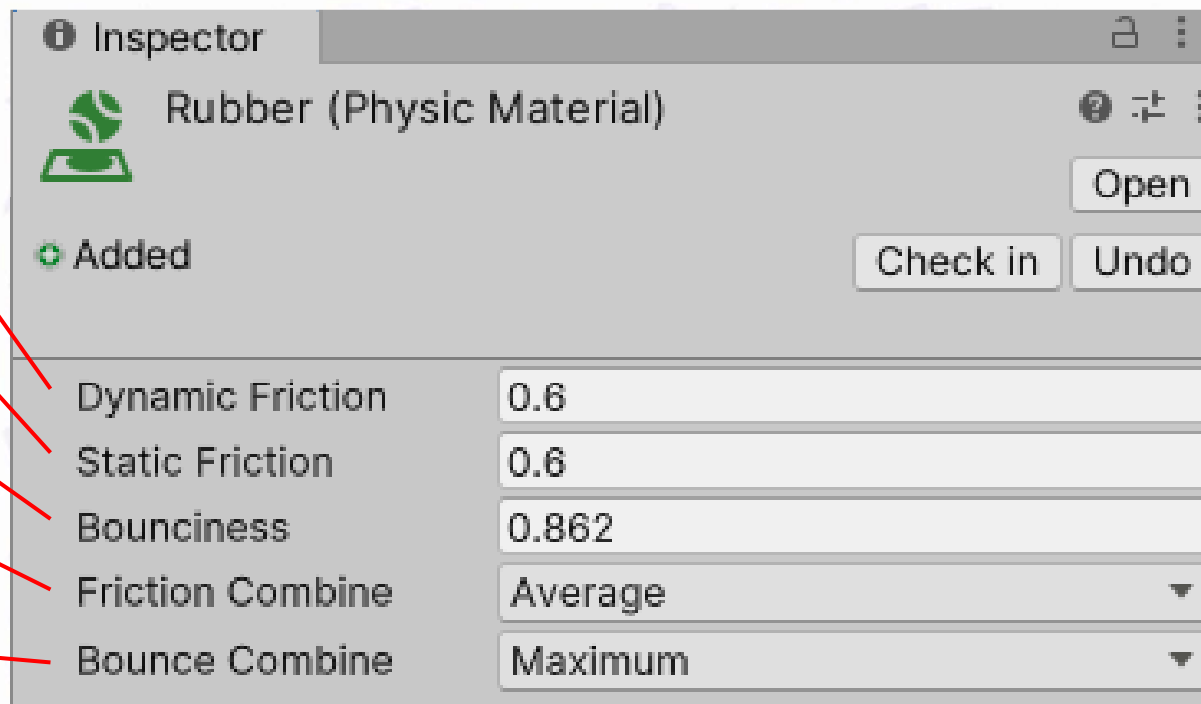 Inspector
Rubber (Physic Material)
Open
Added
Check in
Undo
Dynamic Friction 0.6
Static Friction 0.6
Bounciness 0.862
Friction Combine Average
Bounce Combine Maximum